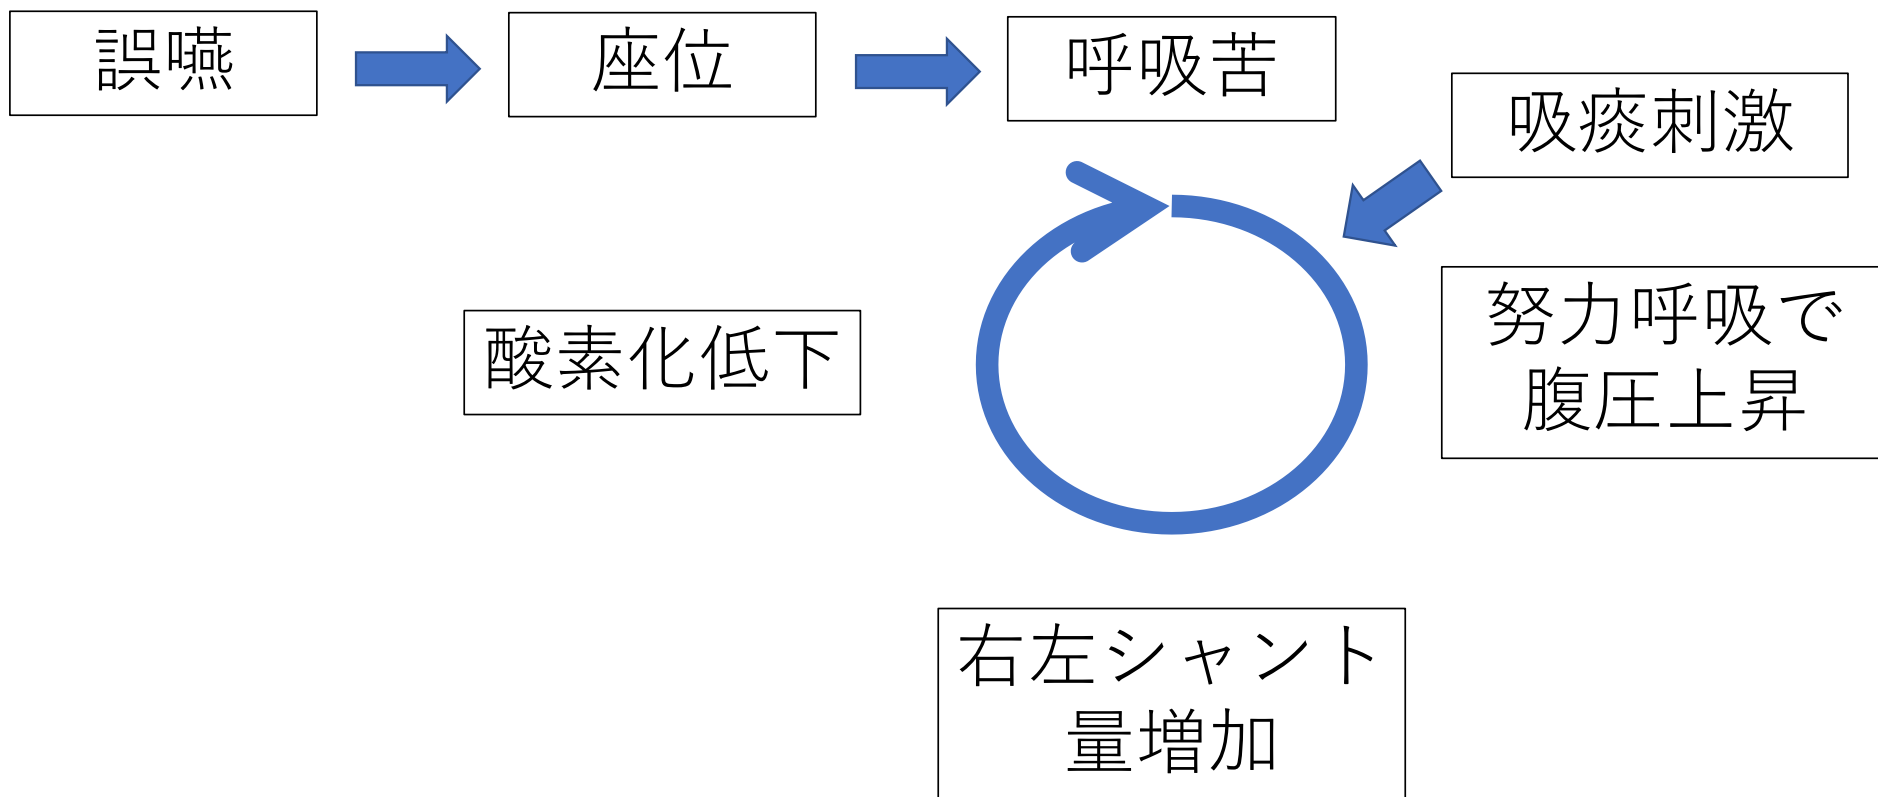 誤嚥
座位
呼吸苦
吸痰刺激
努力呼吸で
腹圧上昇
右左シャント
量増加
酸素化低下